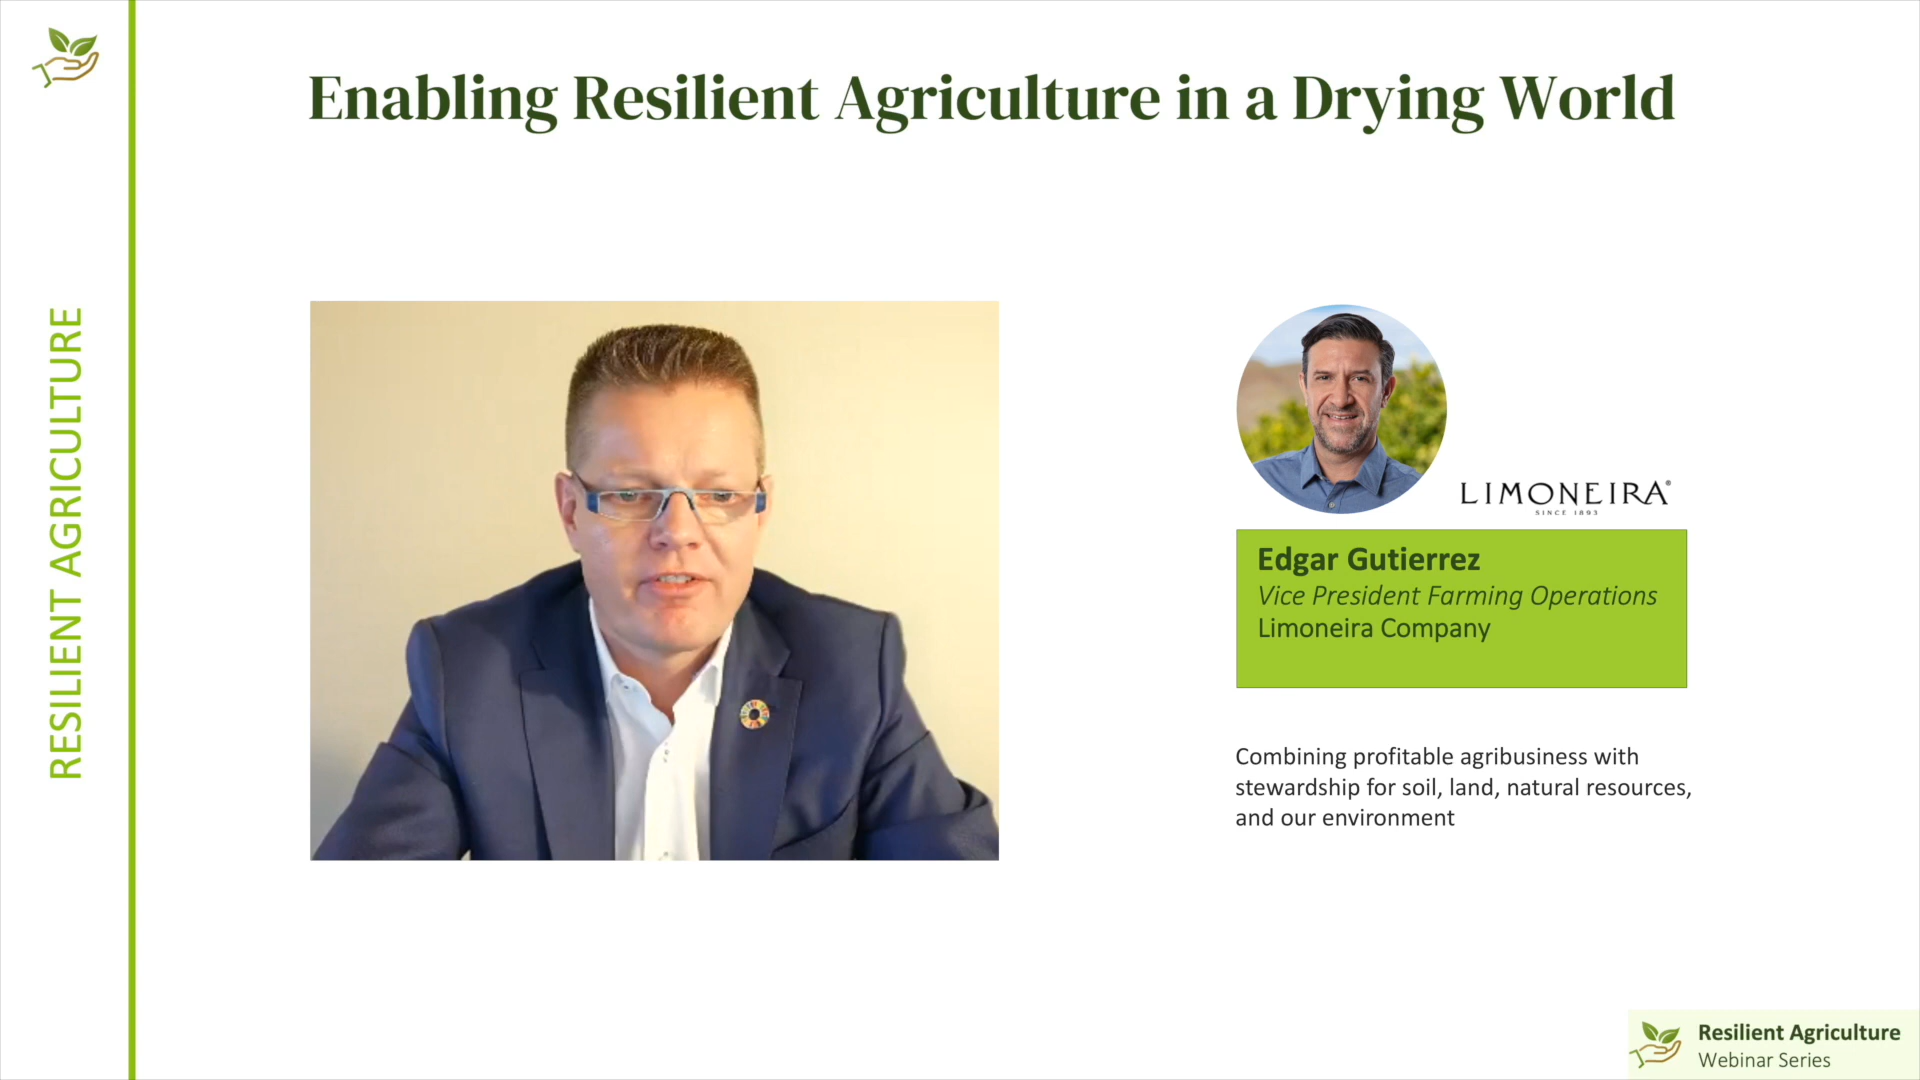 Enabling Resilient Agriculture in a Drying World
RESILIENT AGRICULTURE
LIMONEIRA®
SINCE 1893
Edgar Gutierrez
Vice President Farming Operations
Limoneira Company
Combining profitable agribusiness with
stewardship for soil, land, natural resources,
and our environment
Resilient Agriculture
Webinar Series